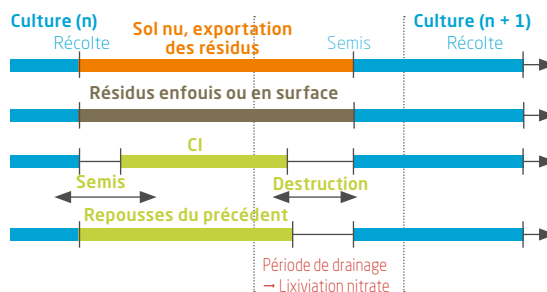 Culture (n)
Sol nu, exportation
des résidus
Culture (n + 1)
Récolte
Semis
Récolte
Résidus enfouis ou en surface
CI
Semis
Destruction
Repousses du précédent
Période de drainage
→ Lixiviation nitrate